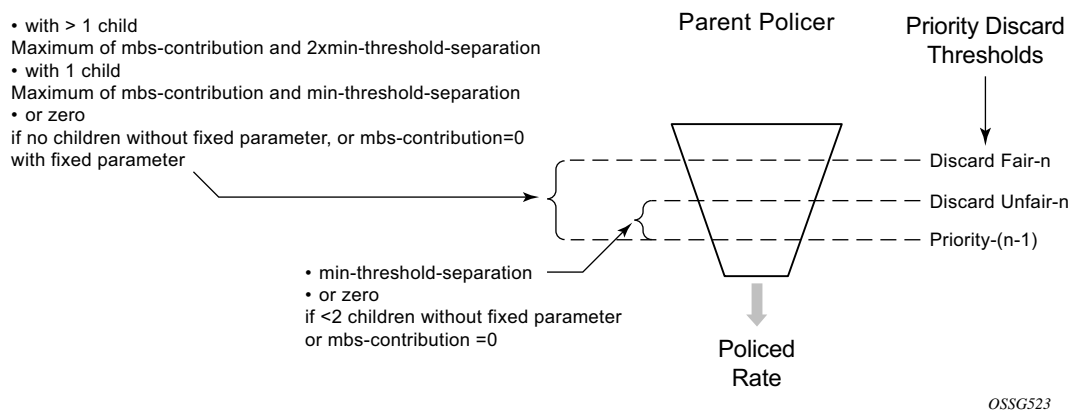 • with > 1 child
Maximum of mbs-contribution and 2xmin-threshold-separation
• with 1 child
Maximum of mbs-contribution and min-threshold-separation
• or zero
if no children without fixed parameter, or mbs-contribution=0
with fixed parameter
Parent Policer
Priority Discard
Thresholds
Discard Fair-n
Discard Unfair-n
Priority-(n-1)
• min-threshold-separation
• or zero
if <2 children without fixed parameter
or mbs-contribution =0
Policed
Rate
OSSG523